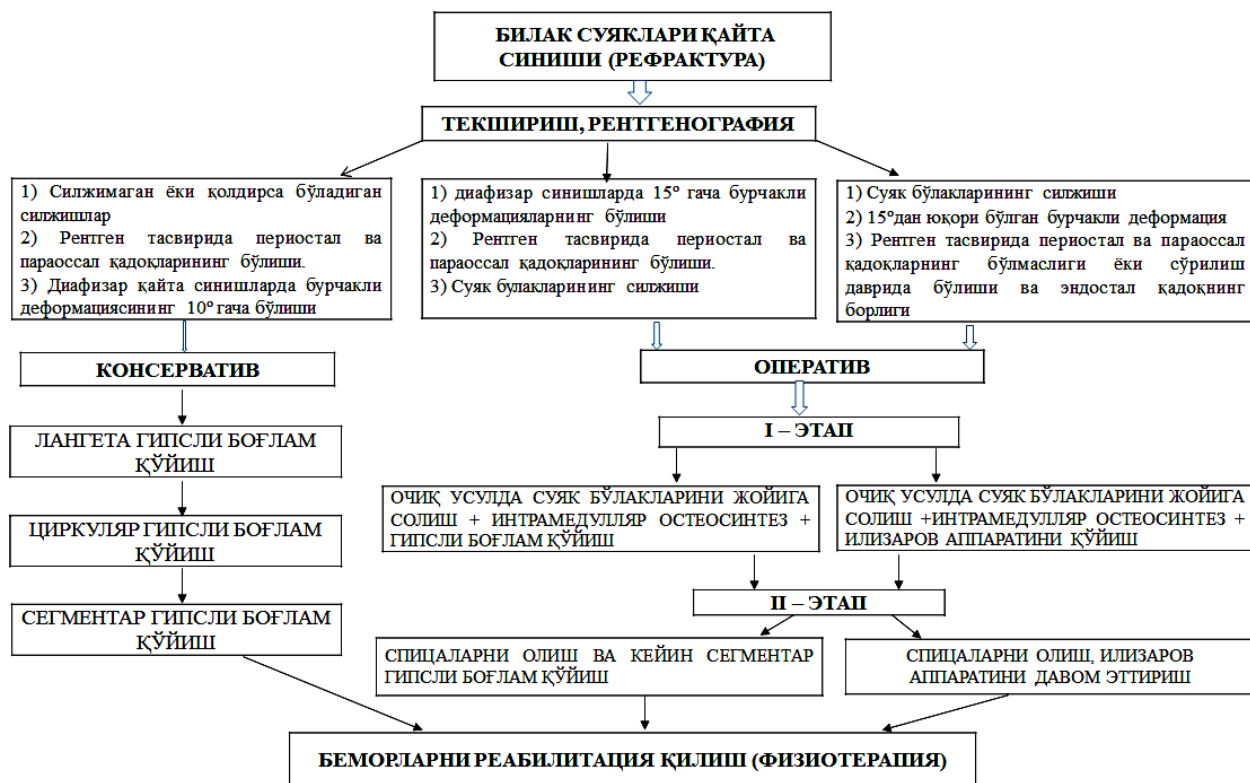 БИЛАК СУЯКЛАРИ ҚАЙТА
СИНИШИ (РЕФРАКТУРА)
ТЕКШИРИШ, РЕНТГЕНОГРАФИЯ
1) Силжимаган ёки қолдирса бўладиган
силжишлар
2) Рентген тасвирида периостал ва
параоссал қадоқларининг бўлиши.
3) Диафизар қайта синишларда бурчакли
деформациясининг 10° гача бўлиши
1) диафизар синишларда 15° гача бурчакли
деформацияларнинг бўлиши
2) Рентген тасвирида периостал ва
параоссал қадоқларининг бўлиши.
3) Суяк булакларининг силжиши
1) Суяк бўлакларининг силжиши
2) 15°дан юқори бўлган бурчакли деформация
3) Рентген тасвирида периостал ва параоссал
қадоқларнинг бўлмаслиги ёки сўрилиш
даврида бўлиши ва эндостал қадоқнинг
борлиги
КОНСЕРВАТИВ
ОПЕРАТИВ
ЛАНГЕТА ГИПСЛИ БОҒЛАМ
ҚЎЙИШ
ЦИРКУЛЯР ГИПСЛИ БОҒЛАМ
ҚЎЙИШ
СЕГМЕНТАР ГИПСЛИ БОҒЛАМ
ҚЎЙИШ
I – ЭТАП
ОЧИҚ УСУЛДА СУЯК БЎЛАКЛАРИНИ ЖОЙИГА
СОЛИШ + ИНТРАМЕДУЛЛЯР ОСТЕОСИНТЕЗ +
ГИПСЛИ БОҒЛАМ ҚЎЙИШ
ОЧИҚ УСУЛДА СУЯК БЎЛАКЛАРИНИ ЖОЙИГА
СОЛИШ +ИНТРАМЕДУЛЛЯР ОСТЕОСИНТЕЗ +
ИЛИЗАРОВ АППАРАТИНИ ҚЎЙИШ
II – ЭТАП
СПИЦАЛАРНИ ОЛИШ ВА КЕЙИН СЕГМЕНТАР
ГИПСЛИ БОҒЛАМ ҚЎЙИШ
СПИЦАЛАРНИ ОЛИШ, ИЛИЗАРОВ
АППАРАТИНИ ДАВОМ ЭТТИРИШ
БЕМОРЛАРНИ РЕАБИЛИТАЦИЯ ҚИЛИШ (ФИЗИОТЕРАПИЯ)